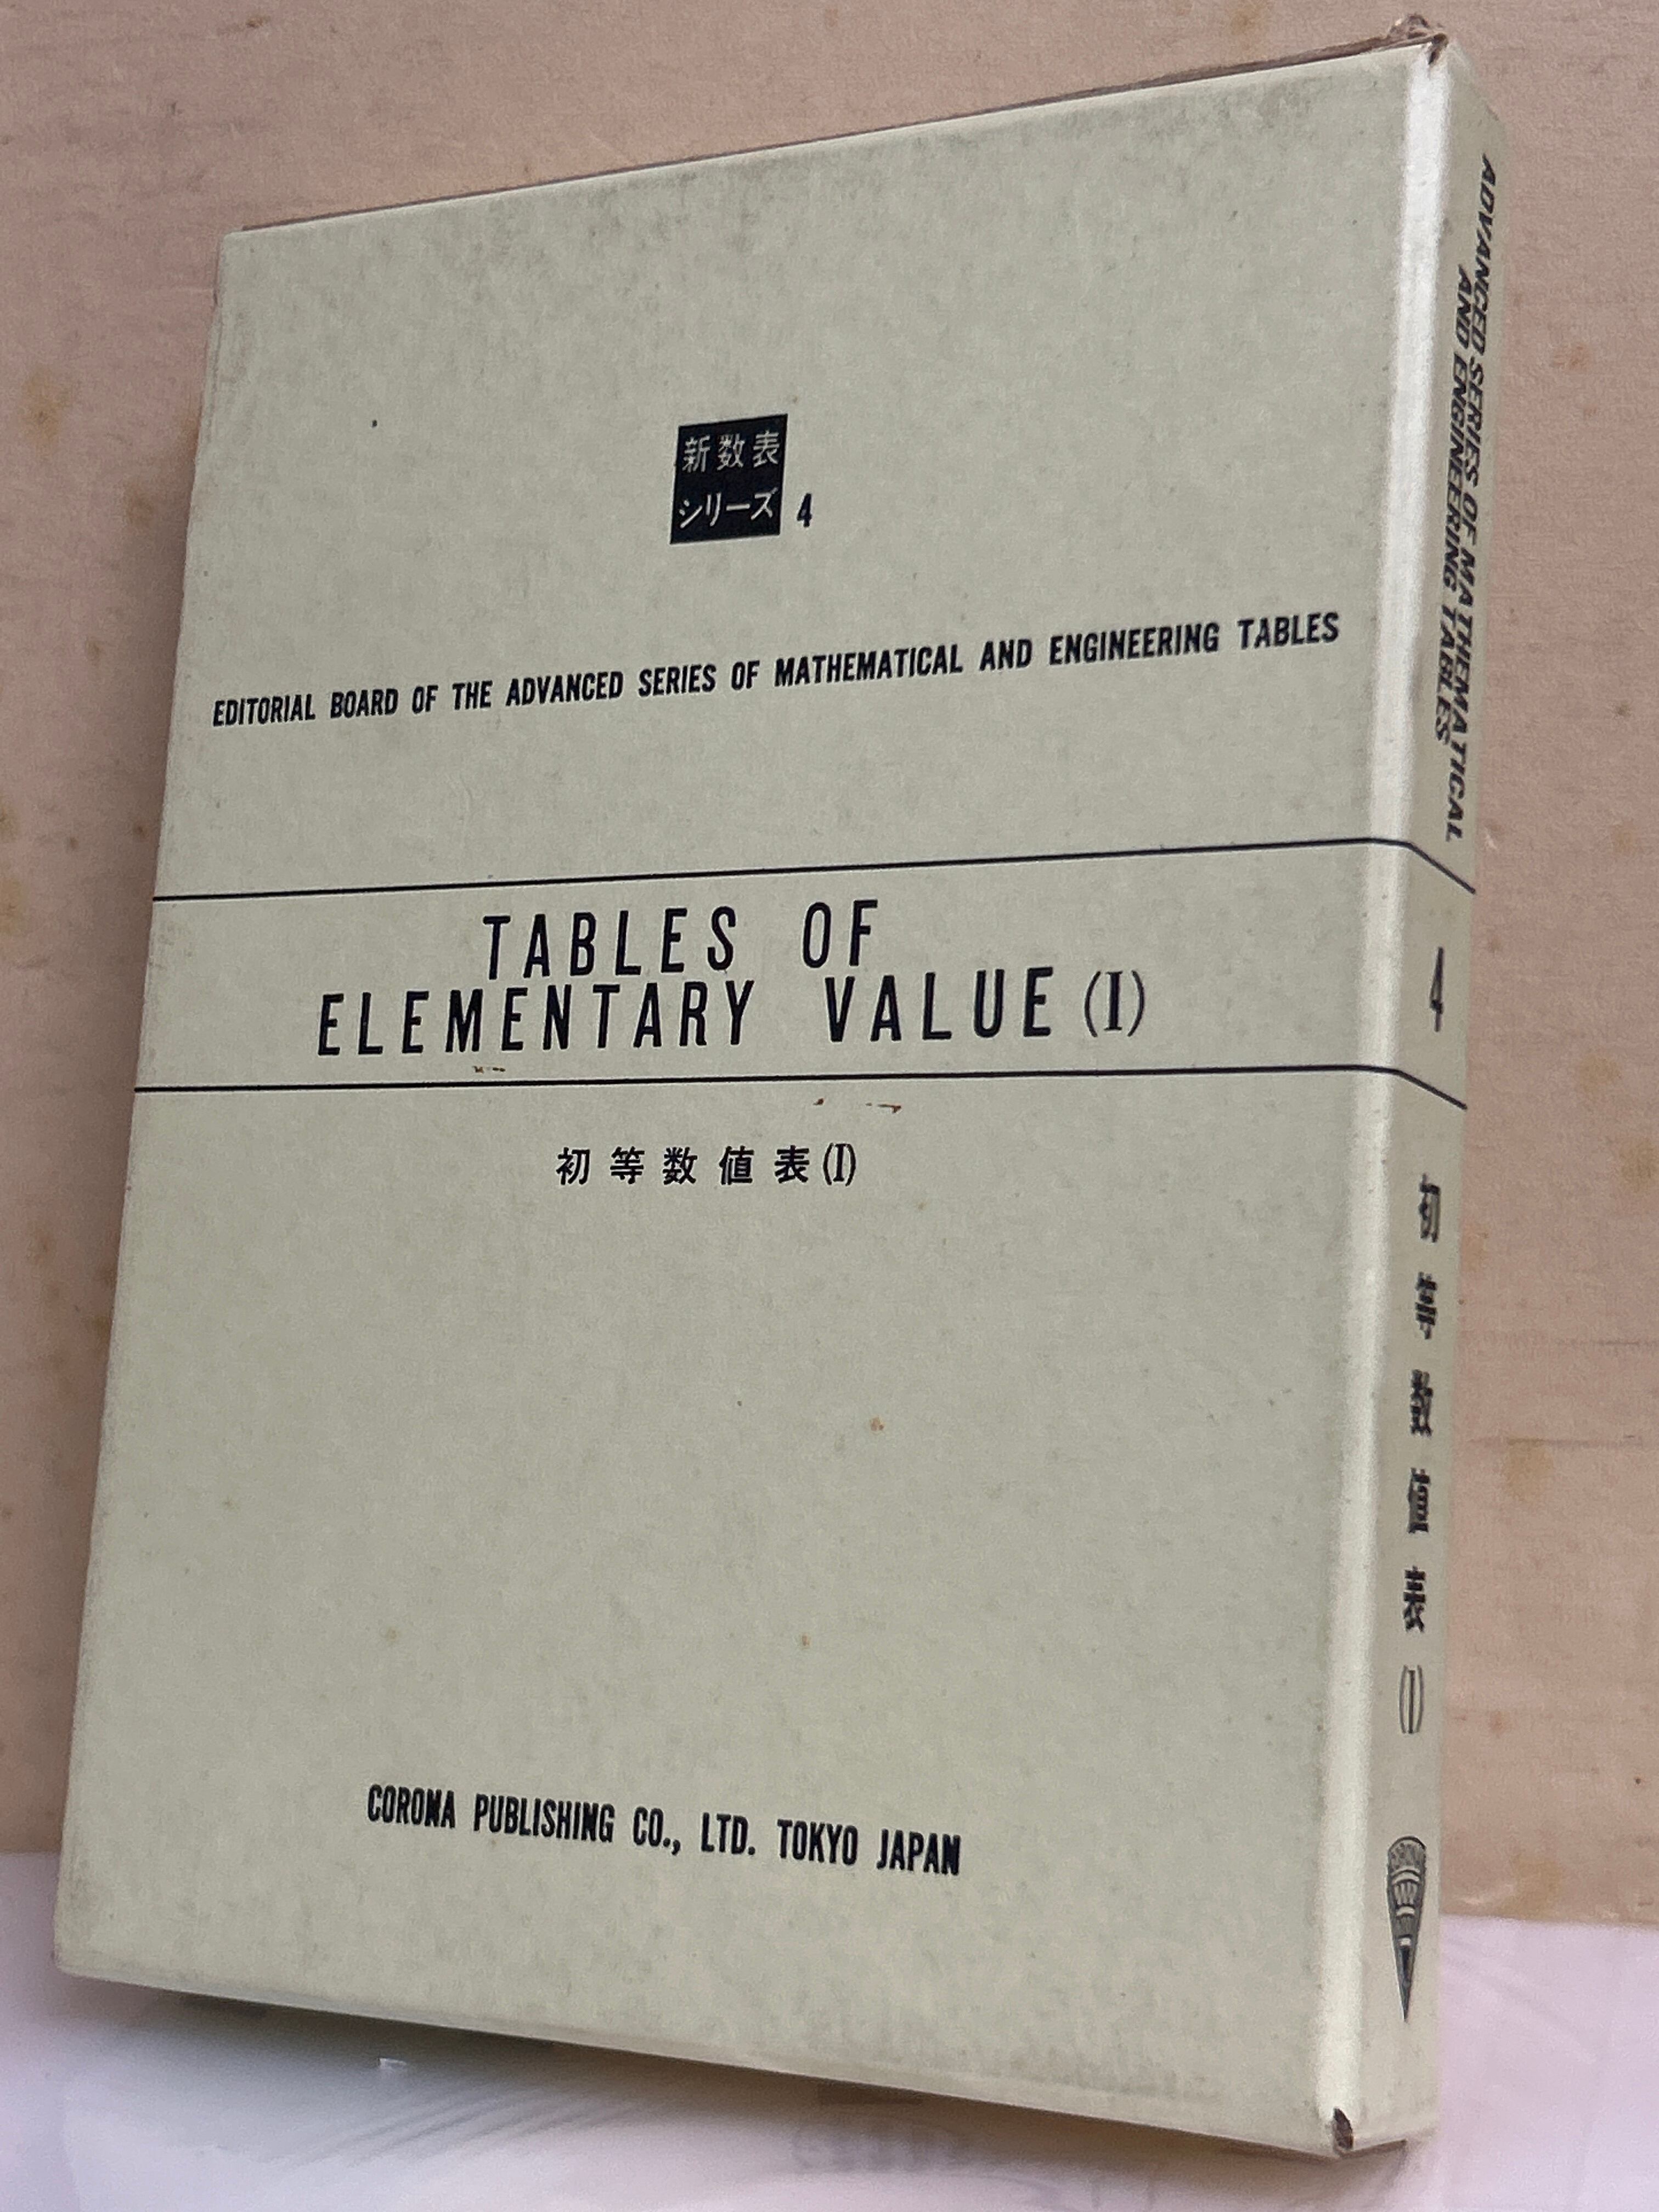 新数表
シリーズ 4
EDITORIAL BOARD OF THE ADVANCED SERIES OF MATHEMATICAL AND ENGINEERING TABLES
TABLES OF
ELEMENTARY VALUE (I)
初等数値表(I)
CORONA PUBLISHING CO., LTD. TOKYO JAPAN
ADVANCED SERIES OF MATHEMATICAL
AND ENGINEERING TABLES
4
初等数値表(I)